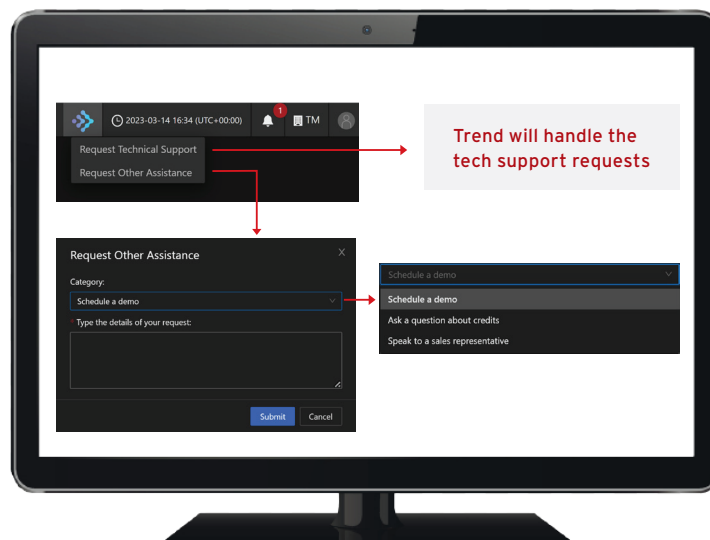 2023-03-14 16:34 (UTC+00:00)
1
TM
Request Technical Support
Request Other Assistance
Trend will handle the
tech support requests
Request Other Assistance
X
Category:
Schedule a demo
* Type the details of your request:
Submit
Cancel
Schedule a demo
Schedule a demo
Ask a question about credits
Speak to a sales representative